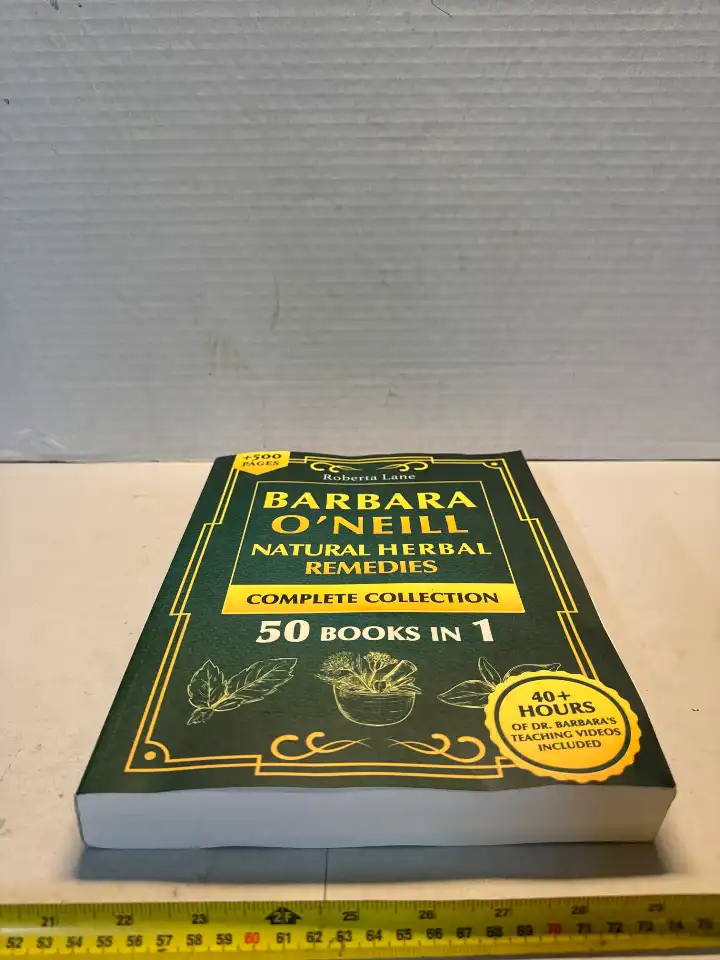 +500
PAGES
Roberta Lane
BARBARA
O'NEILL
NATURAL HERBAL
REMEDIES
COMPLETE COLLECTION
50 BOOKS IN 1
40+
HOURS
OF DR. BARBARA'S
TEACHING VIDEOS
INCLUDED
21 22 23 2F 25 26 27 28 29
52 53 54 55 56 57 58 59 60 61 62 63 64 65 66 67 68 69 70 71 72 73 74 75